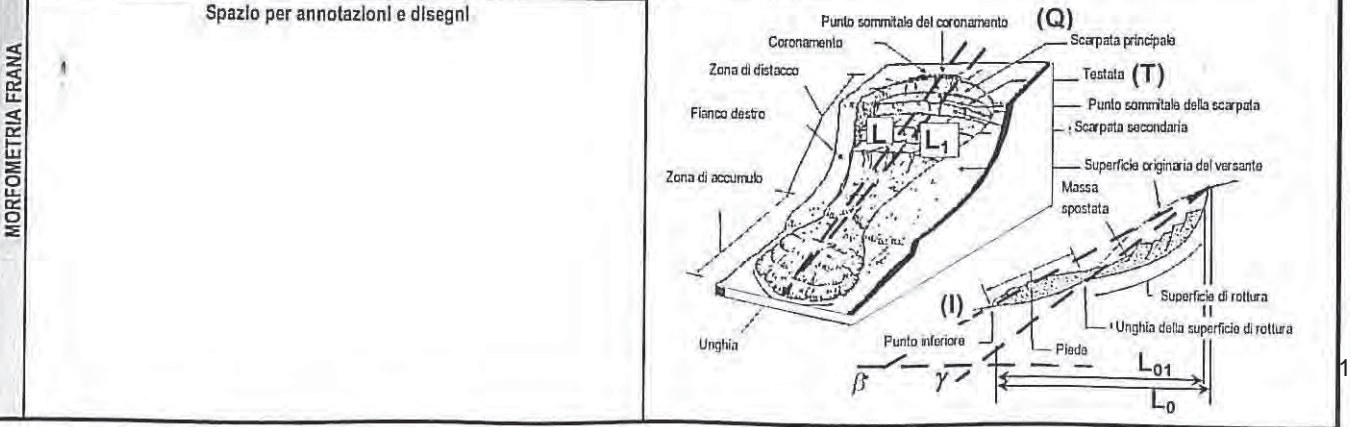 MORFOMETRIA FRANA
Spazio per annotazioni e disegni
Punto sommitale del coronamento (Q)
Coronamento
Scarpata principale
Zona di distacco
Testata (T)
Punto sommitale della scarpata
Fianco destro
Scarpata secondaria
L
L₁
Superficie originaria del versante
Zona di accumulo
Massa
spostata
Superficie di rottura
(I)
Unghia della superficie di rottura
Unghia
Punto inferiore
Piede
β
γ
L₀₁
L₀
1